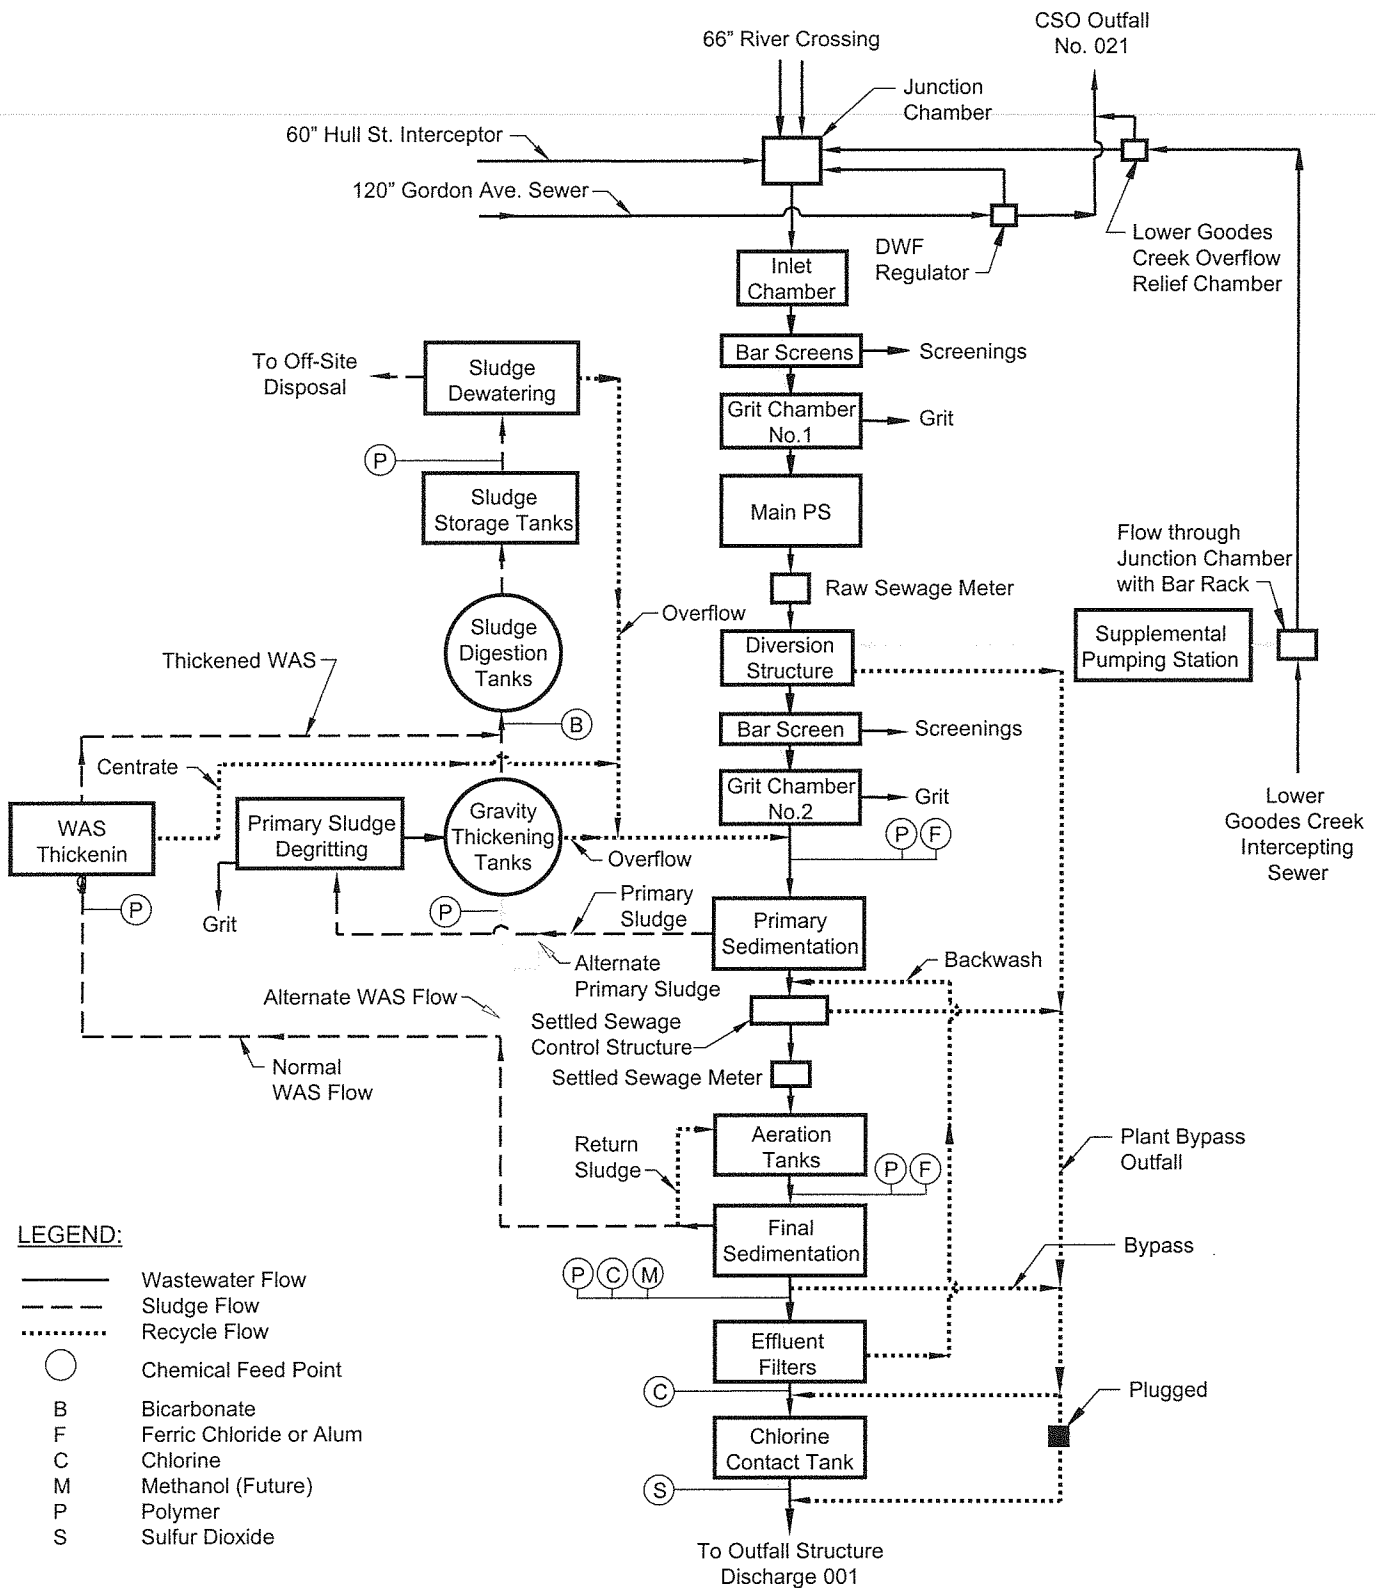 CSO Outfall
No. 021
66" River Crossing
Junction
Chamber
60" Hull St. Interceptor
120" Gordon Ave. Sewer
DWF
Regulator
Lower Goodes
Creek Overflow
Relief Chamber
Inlet
Chamber
Bar Screens
Screenings
To Off-Site
Disposal
Sludge
Dewatering
Grit Chamber
No.1
Grit
P
Sludge
Storage Tanks
Main PS
Flow through
Junction Chamber
with Bar Rack
Raw Sewage Meter
Overflow
Sludge
Digestion
Tanks
Diversion
Structure
Supplemental
Pumping Station
Thickened WAS
B
Bar Screen
Screenings
Centrate
Grit Chamber
No.2
Grit
Lower
Goodes Creek
Intercepting
Sewer
WAS
Thickenin
Primary Sludge
Degritting
Gravity
Thickening
Tanks
P F
Overflow
P
Grit
P
Primary
Sludge
Primary
Sedimentation
Alternate
Primary Sludge
Backwash
Alternate WAS Flow
Settled Sewage
Control Structure
Normal
WAS Flow
Settled Sewage Meter
Return
Sludge
Aeration
Tanks
P F
Plant Bypass
Outfall
Final
Sedimentation
Bypass
P C M
Effluent
Filters
C
Plugged
Chlorine
Contact Tank
S
To Outfall Structure
Discharge 001
LEGEND:
Wastewater Flow
Sludge Flow
Recycle Flow
Chemical Feed Point
B Bicarbonate
F Ferric Chloride or Alum
C Chlorine
M Methanol (Future)
P Polymer
S Sulfur Dioxide